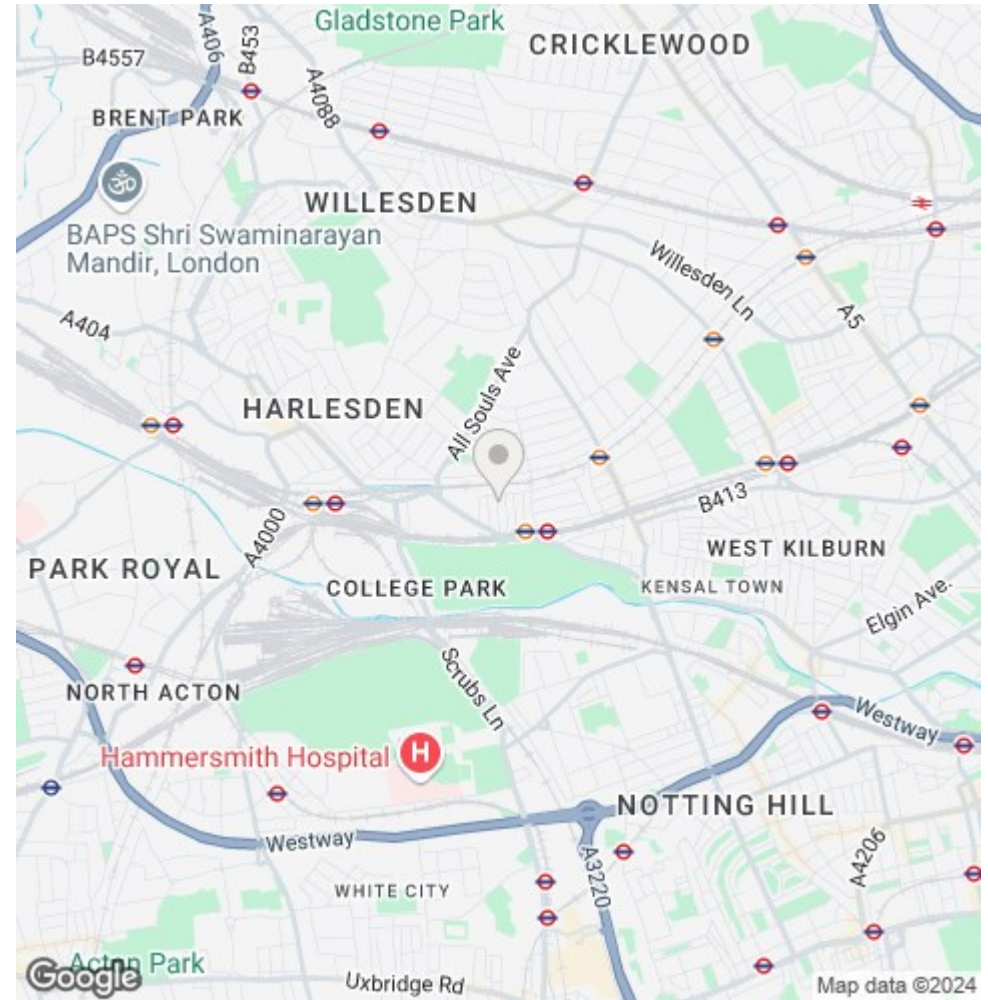 Gladstone Park
A406
B453
CRICKLEWOOD
B4557
A4088
BRENT PARK
WILLESDEN
ॐ
BAPS Shri Swaminarayan
Mandir, London
Willesden Ln
A404
A5
All Souls Ave
HARLESDEN
B413
A4000
WEST KILBURN
PARK ROYAL
COLLEGE PARK
KENSAL TOWN
Elgin Ave.
Scrubs Ln
NORTH ACTON
Westway
Hammersmith Hospital
H
NOTTING HILL
Westway
A3220
A4206
WHITE CITY
Acton Park
Google
Uxbridge Rd
Map data ©2024